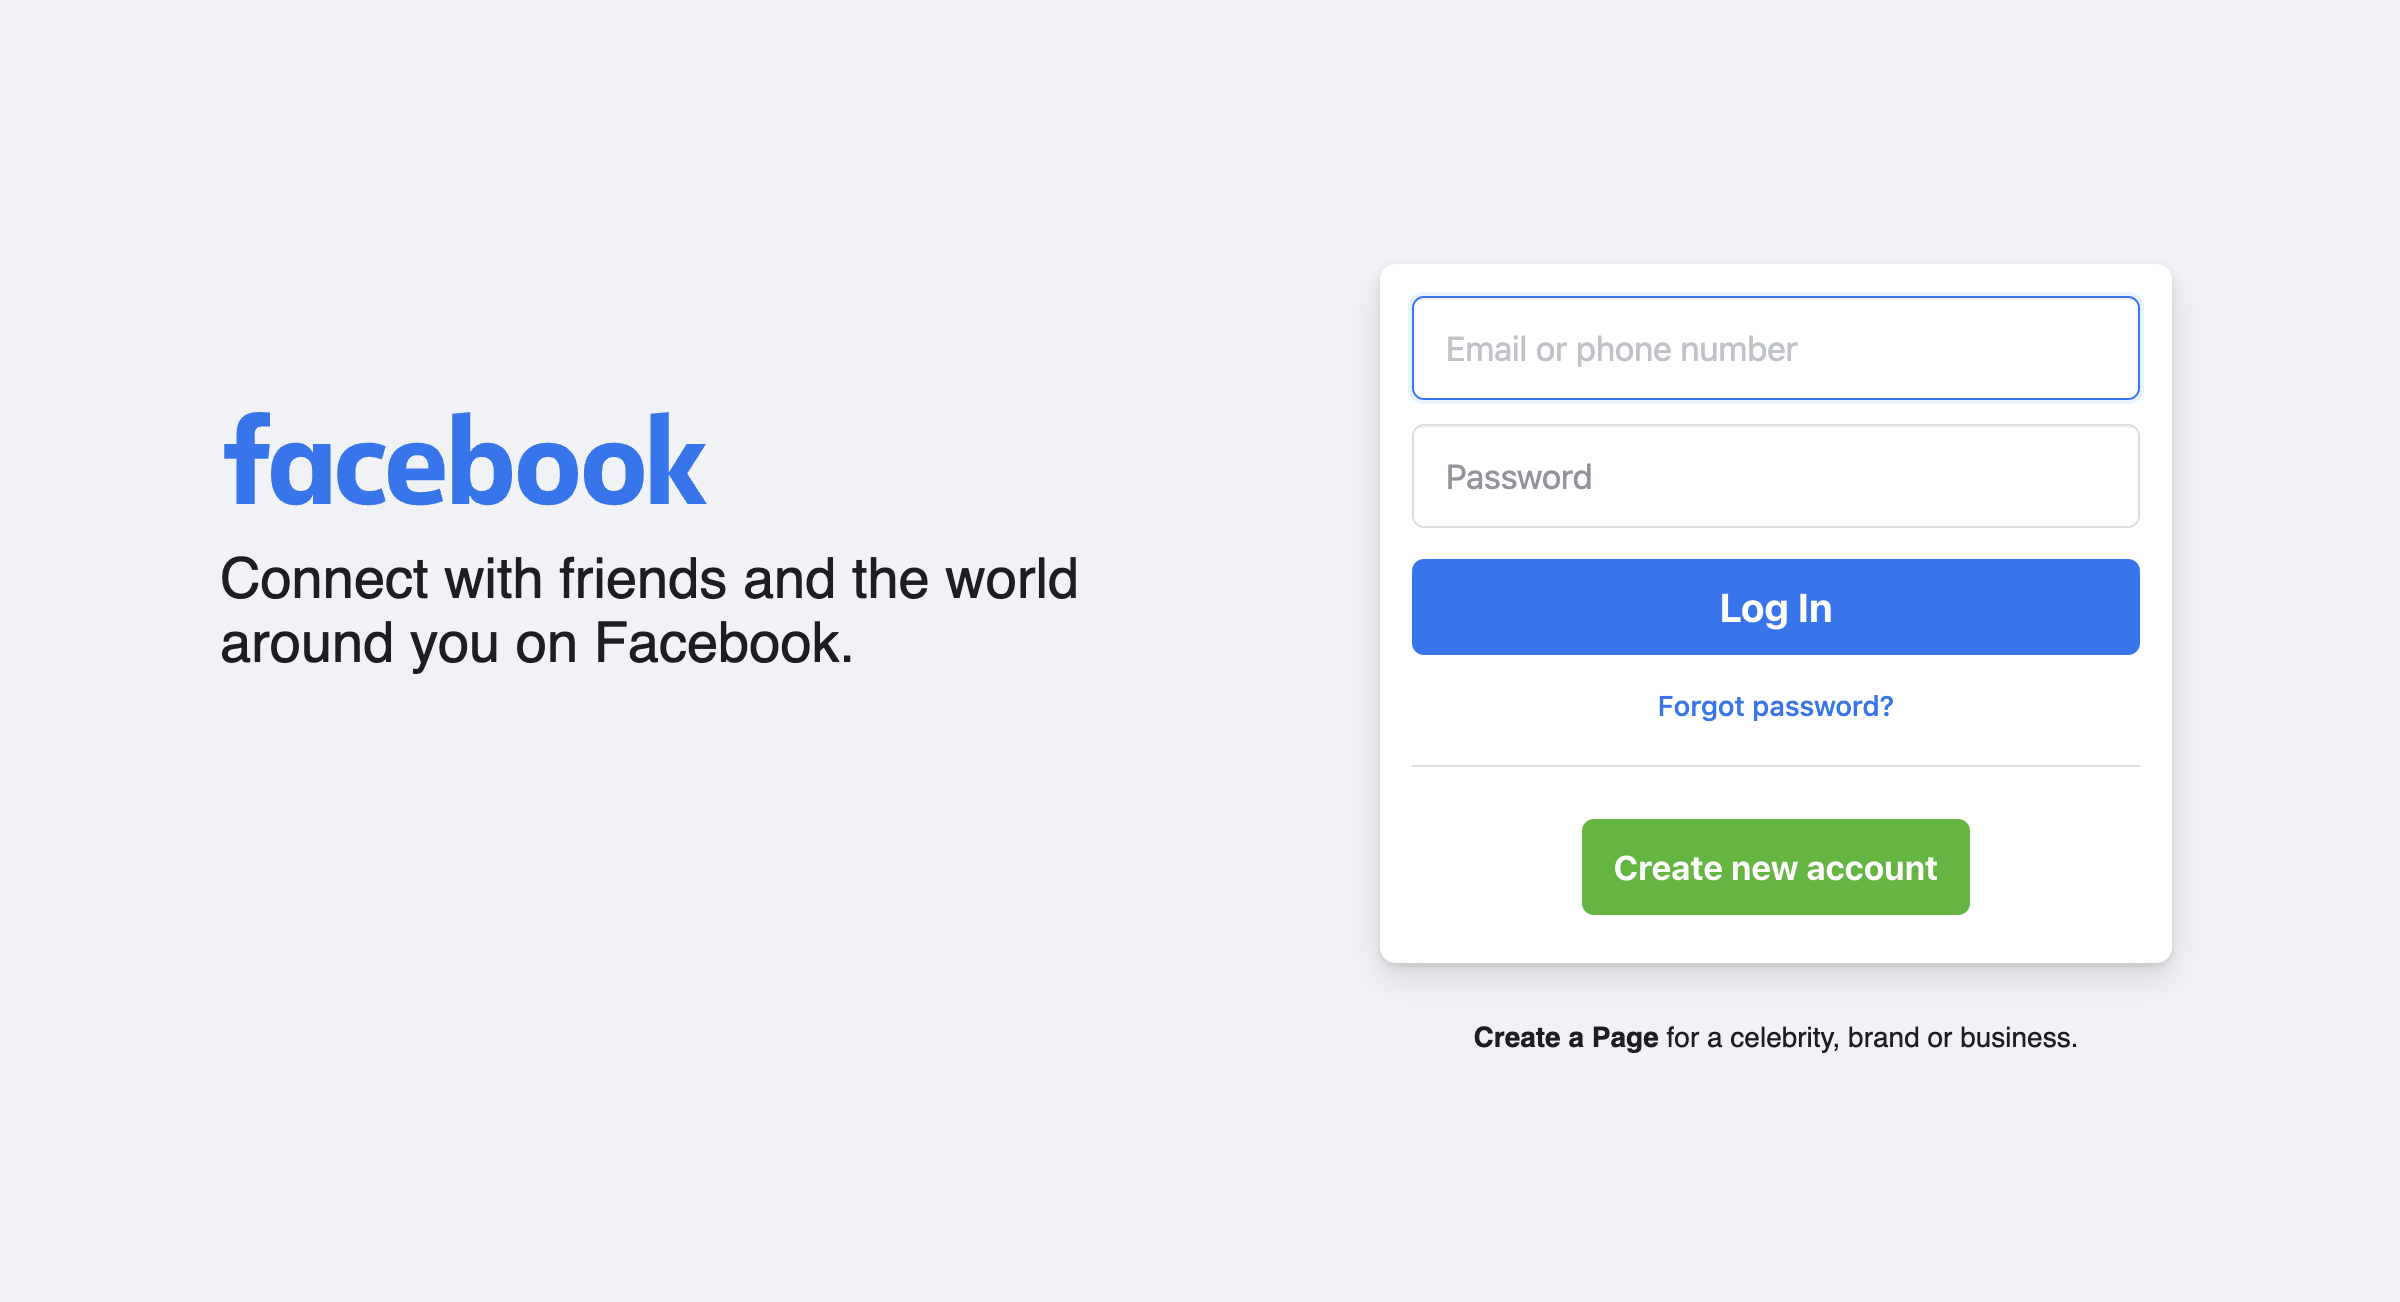 facebook
Connect with friends and the world
around you on Facebook.
Email or phone number
Password
Log In
Forgot password?
Create new account
Create a Page for a celebrity, brand or business.